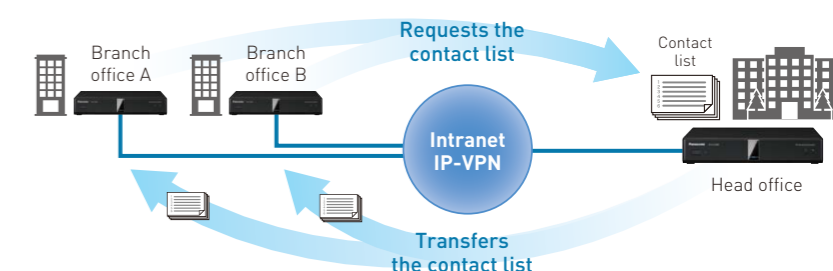 Branch
office A
Branch
office B
Requests the
contact list
Contact
list
Intranet
IP-VPN
Panasonic
Head office
Transfers
the contact list